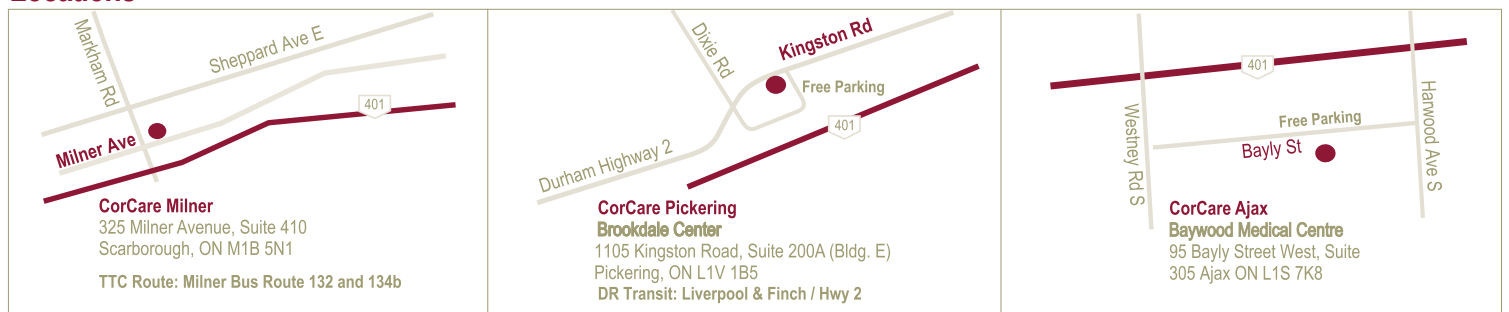 Locations
Markham Rd
Sheppard Ave E
401
Milner Ave
CorCare Milner
325 Milner Avenue, Suite 410
Scarborough, ON M1B 5N1
TTC Route: Milner Bus Route 132 and 134b
Dixie Rd
Kingston Rd
Free Parking
401
Durham Highway 2
CorCare Pickering
Brookdale Center
1105 Kingston Road, Suite 200A (Bldg. E)
Pickering, ON L1V 1B5
DR Transit: Liverpool & Finch / Hwy 2
401
Westney Rd S
Harwood Ave S
Free Parking
Bayly St
CorCare Ajax
Baywood Medical Centre
95 Bayly Street West, Suite
305 Ajax ON L1S 7K8